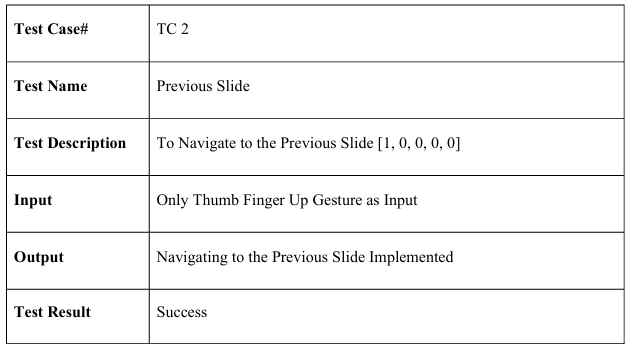 Test Case# TC 2
Test Name Previous Slide
Test Description To Navigate to the Previous Slide [1, 0, 0, 0, 0]
Input Only Thumb Finger Up Gesture as Input
Output Navigating to the Previous Slide Implemented
Test Result Success